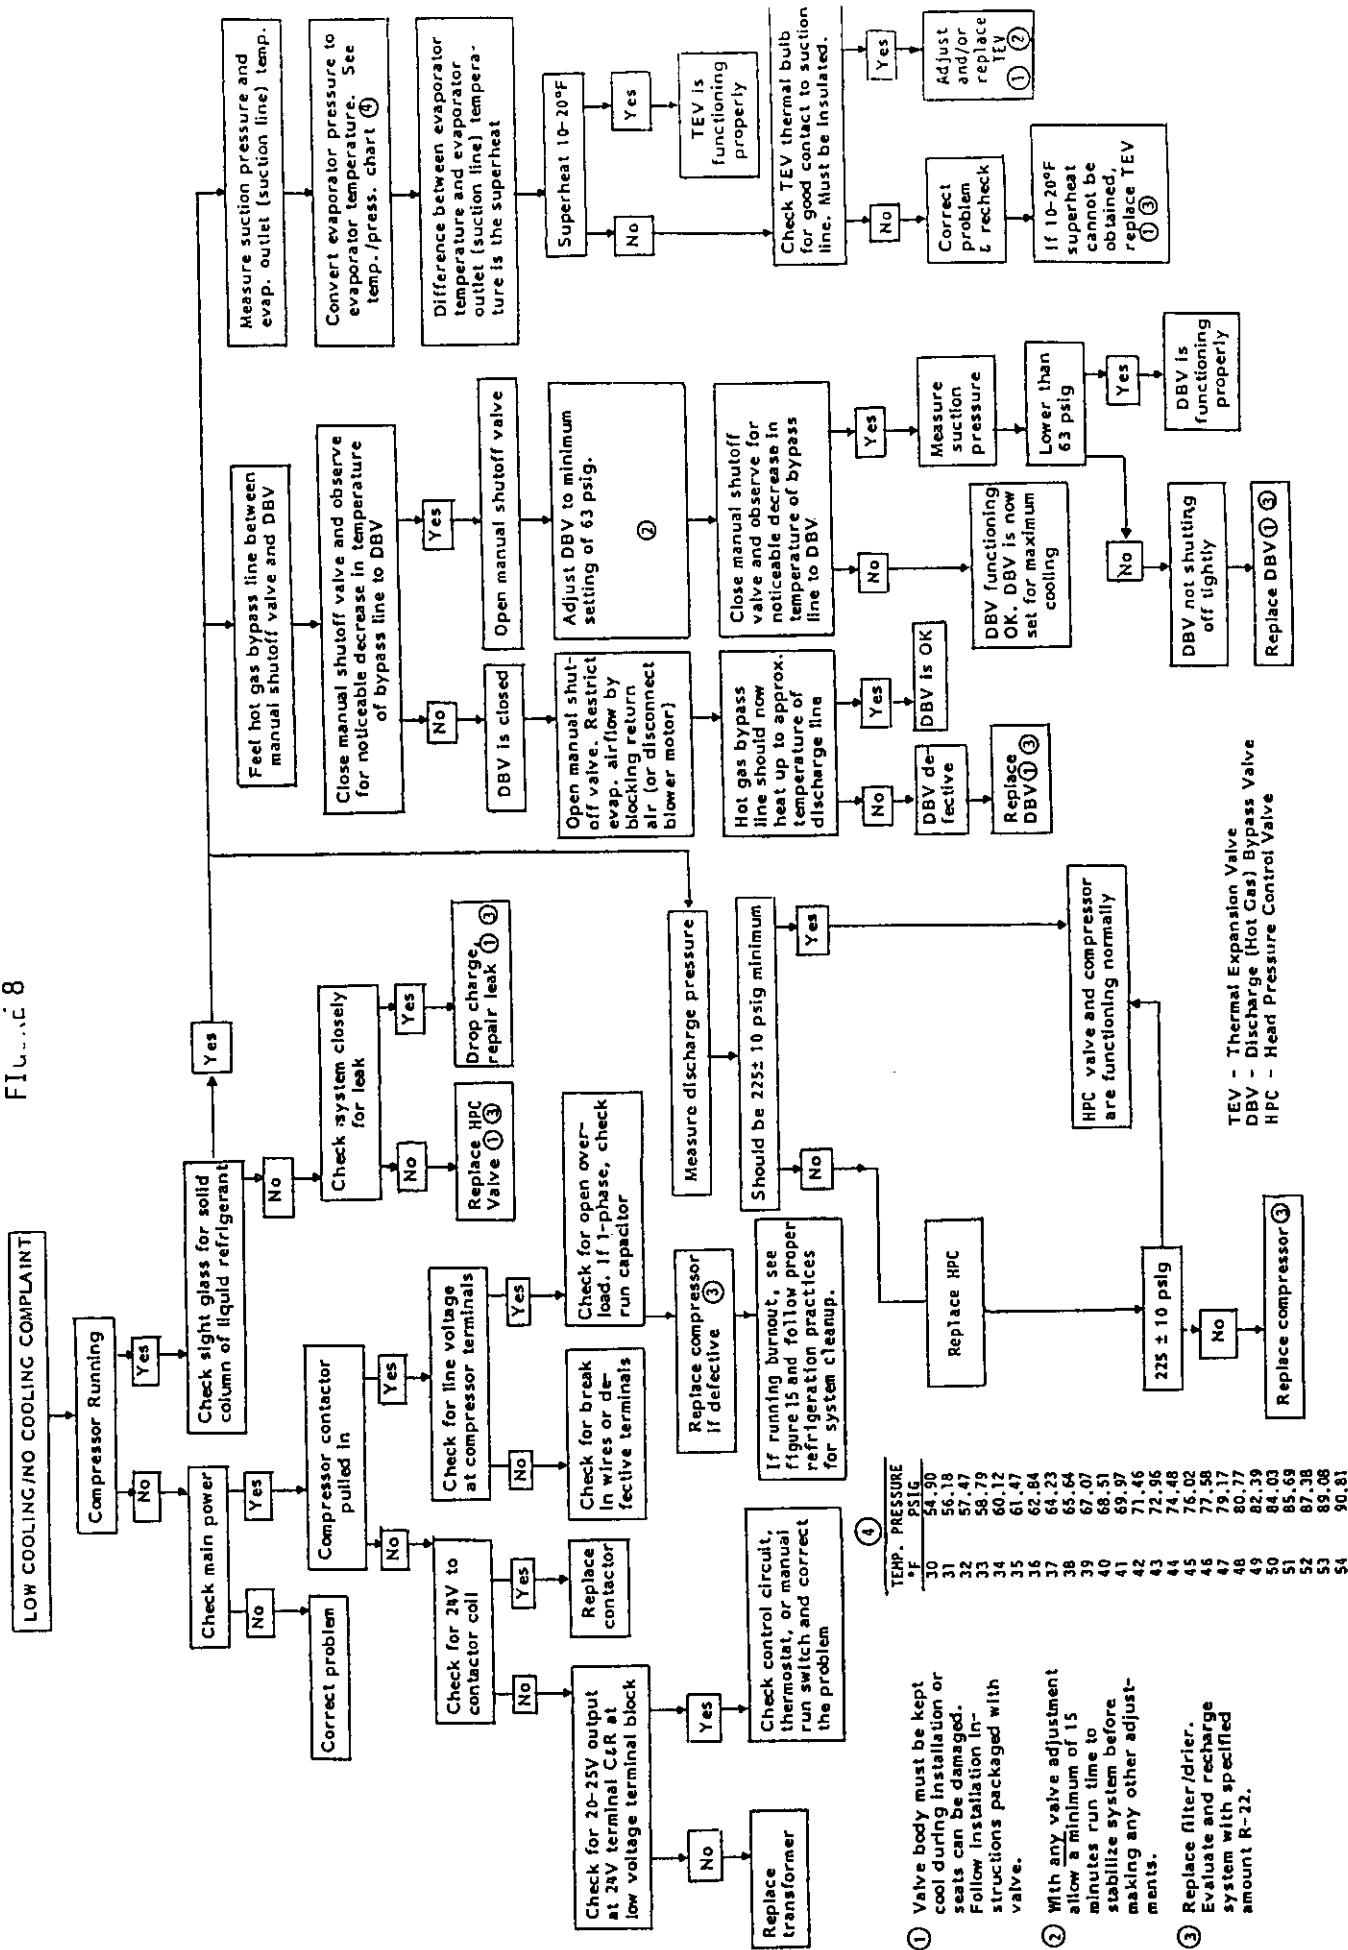 FIGURE 8
LOW COOLING/NO COOLING COMPLAINT
Compressor Running
No
Yes
Check main power
No
Yes
Correct problem
Compressor contactor
pulled in
No
Yes
Check for 24V to
contactor coil
No
Yes
Replace
contactor
Check for 20-25V output
at 24V terminal C&R at
low voltage terminal block
No
Yes
Replace
transformer
Check control circuit,
thermostat, or manual
run switch and correct
the problem
Check for line voltage
at compressor terminals
No
Yes
Check for break
in wires or de-
fective terminals
Check for open over-
load. If 1-phase, check
run capacitor
Replace compressor
if defective ③
If running burnout, see
figure 15 and follow proper
refrigeration practices
for system cleanup.
Check sight glass for solid
column of liquid refrigerant
No
Yes
Check system closely
for leak
No
Yes
Replace HPC
Valve ① ③
Drop charge,
repair leak ① ③
Measure discharge pressure
Should be 225± 10 psig minimum
No
Yes
Replace HPC
225 ± 10 psig
No
Replace compressor ③
HPC valve and compressor
are functioning normally
Feel hot gas bypass line between
manual shutoff valve and DBV
Close manual shutoff valve and observe
for noticeable decrease in temperature
of bypass line to DBV
No
Yes
DBV is closed
Open manual shut-
off valve. Restrict
evap. airflow by
blocking return
air (or disconnect
blower motor)
Hot gas bypass
line should now
heat up to approx.
temperature of
discharge line
No
Yes
DBV de-
fective
DBV is OK
Replace
DBV ① ③
Open manual shutoff valve
Adjust DBV to minimum
setting of 63 psig.
②
Close manual shutoff
valve and observe for
noticeable decrease in
temperature of bypass
line to DBV.
No
Yes
DBV functioning
OK. DBV is now
set for maximum
cooling
Measure
suction
pressure
Lower than
63 psig
No
Yes
DBV not shuting
off tightly
DBV is
functioning
properly
Replace DBV ① ③
Measure suction pressure and
evap. outlet (suction line) temp.
Convert evaporator pressure to
evaporator temperature. See
temp./press. chart ④
Difference between evaporator
temperature and evaporator
outlet (suction line) tempera-
ture is the superheat
Superheat 10-20°F
No
Yes
TEV is
functioning
properly
Check TEV thermal bulb
for good contact to suction
line. Must be insulated.
No
Yes
Correct
problem
& recheck
Adjust
and/or
replace
TEV
① ②
If 10-20°F
superheat
cannot be
obtained,
replace TEV
① ③
① Valve body must be kept
cool during installation or
seats can be damaged.
Follow installation in-
structions packaged with
valve.
② With any valve adjustment
allow a minimum of 15
minutes run time to
stabilize system before
making any other adjust-
ments.
③ Replace filter/drier.
Evaluate and recharge
system with specified
amount R-22.
④
TEMP. PRESSURE
°F PSIG
30 54.90
31 56.18
32 57.47
33 58.79
34 60.12
35 61.47
36 62.84
37 64.23
38 65.64
39 67.07
40 68.51
41 69.97
42 71.46
43 72.96
44 74.48
45 76.02
46 77.58
47 79.17
48 80.77
49 82.39
50 84.03
51 85.69
52 87.38
53 89.08
54 90.81
TEV - Thermal Expansion Valve
DBV - Discharge (Hot Gas) Bypass Valve
HPC - Head Pressure Control Valve